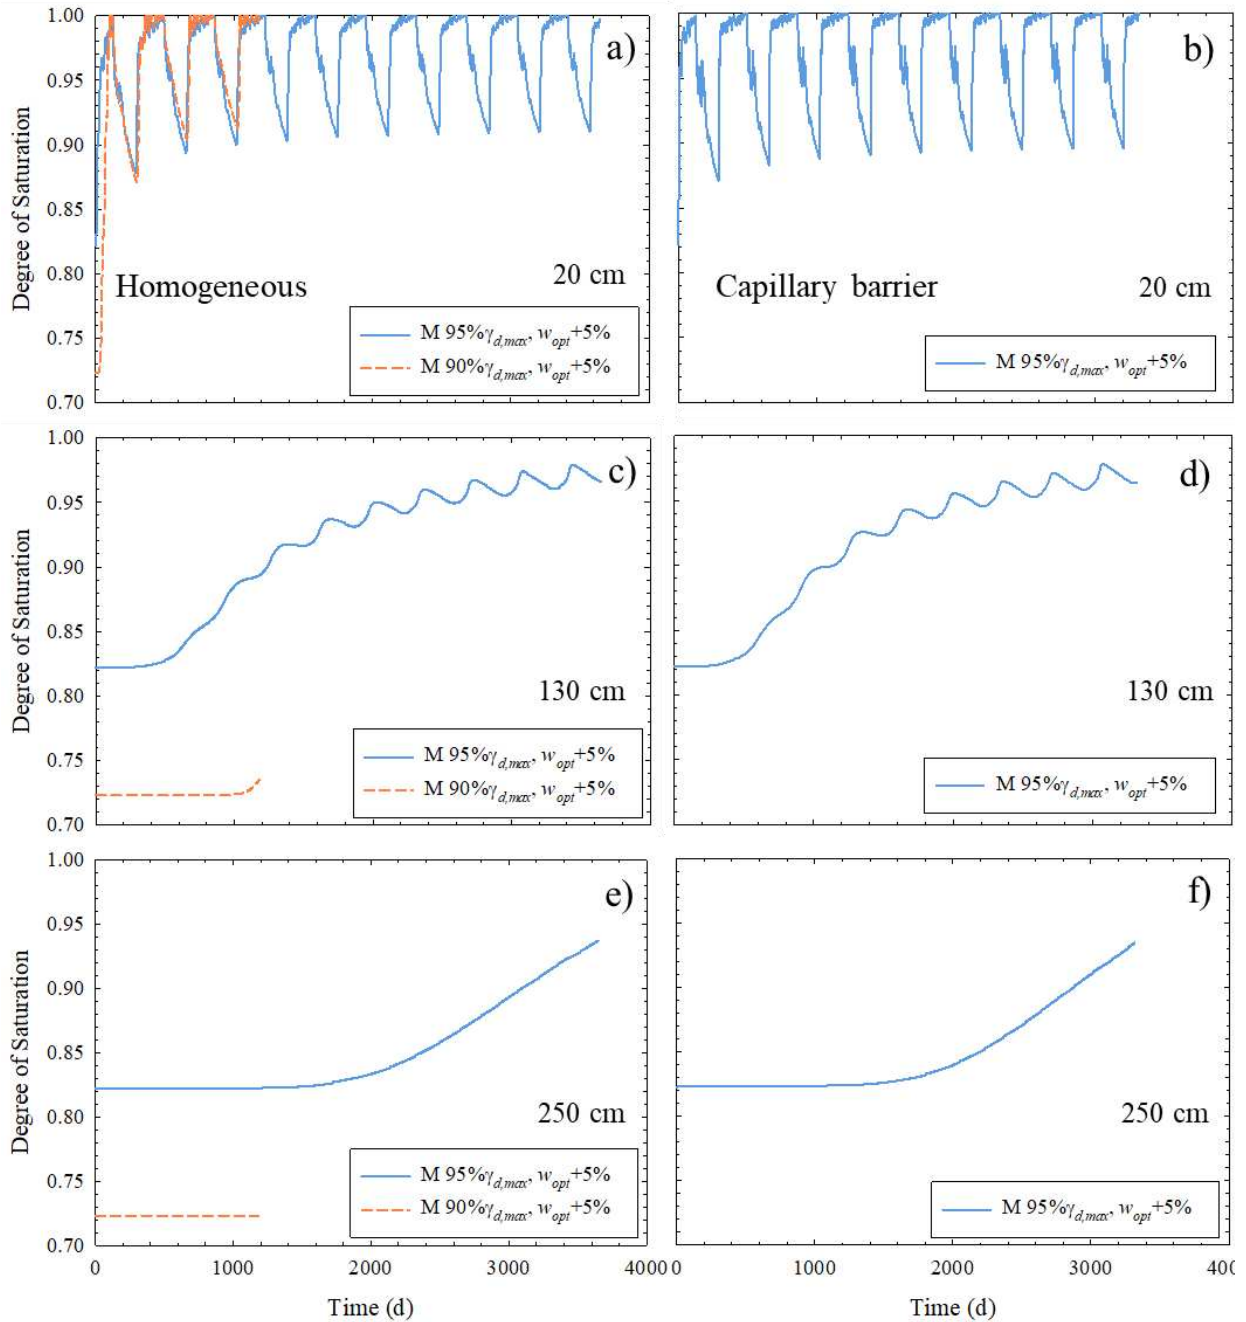 1.00
0.95
0.90
0.85
0.80
0.75
0.70
Degree of Saturation
a)
Homogeneous
20 cm
M 95%γd,max, wopt+5%
M 90%γd,max, wopt+5%
b)
Capillary barrier
20 cm
M 95%γd,max, wopt+5%
1.00
0.95
0.90
0.85
0.80
0.75
0.70
Degree of Saturation
c)
130 cm
M 95%γd,max, wopt+5%
M 90%γd,max, wopt+5%
d)
130 cm
M 95%γd,max, wopt+5%
1.00
0.95
0.90
0.85
0.80
0.75
0.70
Degree of Saturation
e)
250 cm
M 95%γd,max, wopt+5%
M 90%γd,max, wopt+5%
0 1000 2000 3000 4000
Time (d)
f)
250 cm
M 95%γd,max, wopt+5%
0 1000 2000 3000 400
Time (d)